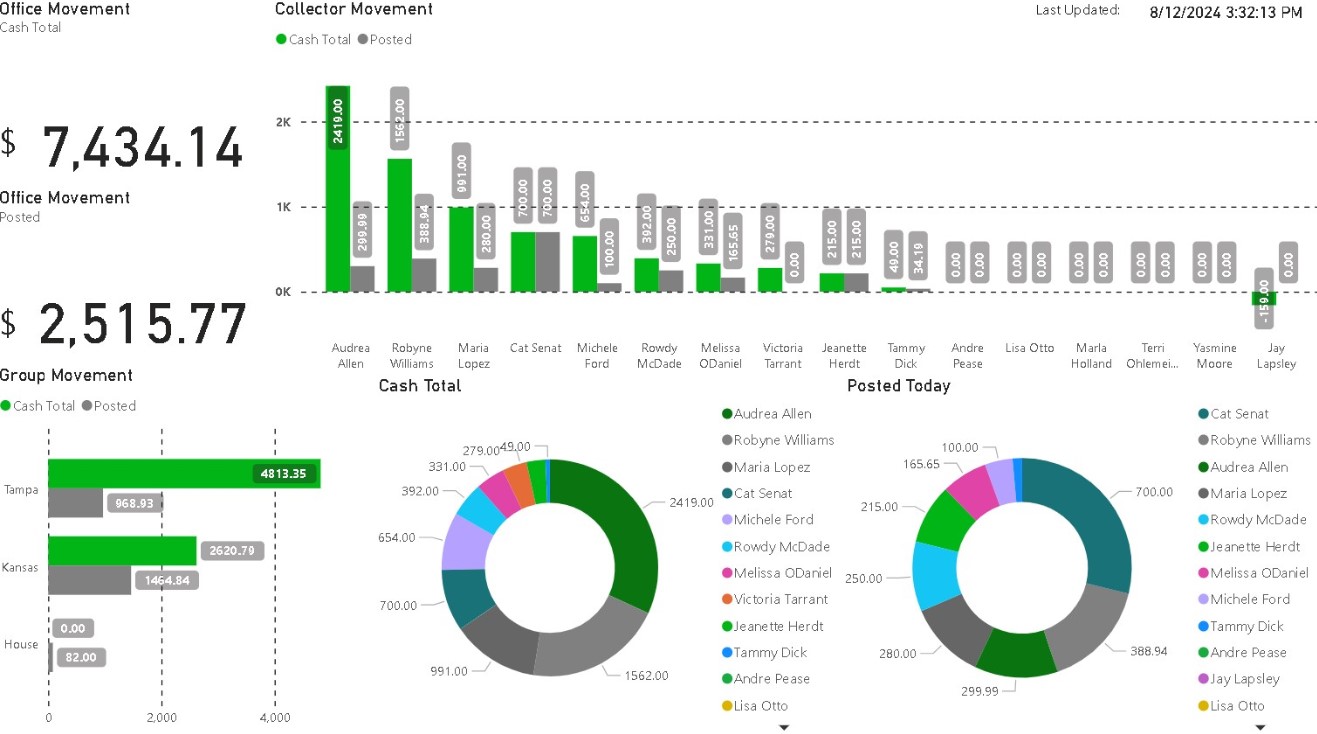 Office Movement
Cash Total
$ 7,434.14
Office Movement
Posted
$ 2,515.77
Collector Movement
Cash Total Posted
Last Updated: 8/12/2024 3:32:13 PM
2K
1K
0K
2419.00
299.99
1562.00
388.94
991.00
280.00
700.00
700.00
654.00
100.00
392.00
250.00
331.00
165.65
279.00
0.00
215.00
215.00
49.00
34.19
0.00
0.00
0.00
0.00
0.00
0.00
0.00
0.00
0.00
0.00
-159.00
0.00
Audrea
Allen
Robyne
Williams
Maria
Lopez
Cat Senat
Michele
Ford
Rowdy
McDade
Melissa
ODaniel
Victoria
Tarrant
Jeanette
Herdt
Tammy
Dick
Andre
Pease
Lisa Otto
Marla
Holland
Terri
Ohlemei...
Yasmine
Moore
Jay
Lapsley
Group Movement
Cash Total Posted
Tampa
4813.35
968.93
Kansas
2620.79
1464.84
House
0.00
82.00
0
2,000
4,000
Cash Total
279.00
49.00
331.00
392.00
654.00
700.00
991.00
1562.00
2419.00
Audrea Allen
Robyne Williams
Maria Lopez
Cat Senat
Michele Ford
Rowdy McDade
Melissa ODaniel
Victoria Tarrant
Jeanette Herdt
Tammy Dick
Andre Pease
Lisa Otto
Posted Today
100.00
165.65
215.00
250.00
280.00
299.99
388.94
700.00
Cat Senat
Robyne Williams
Audrea Allen
Maria Lopez
Rowdy McDade
Jeanette Herdt
Melissa ODaniel
Michele Ford
Tammy Dick
Andre Pease
Jay Lapsley
Lisa Otto